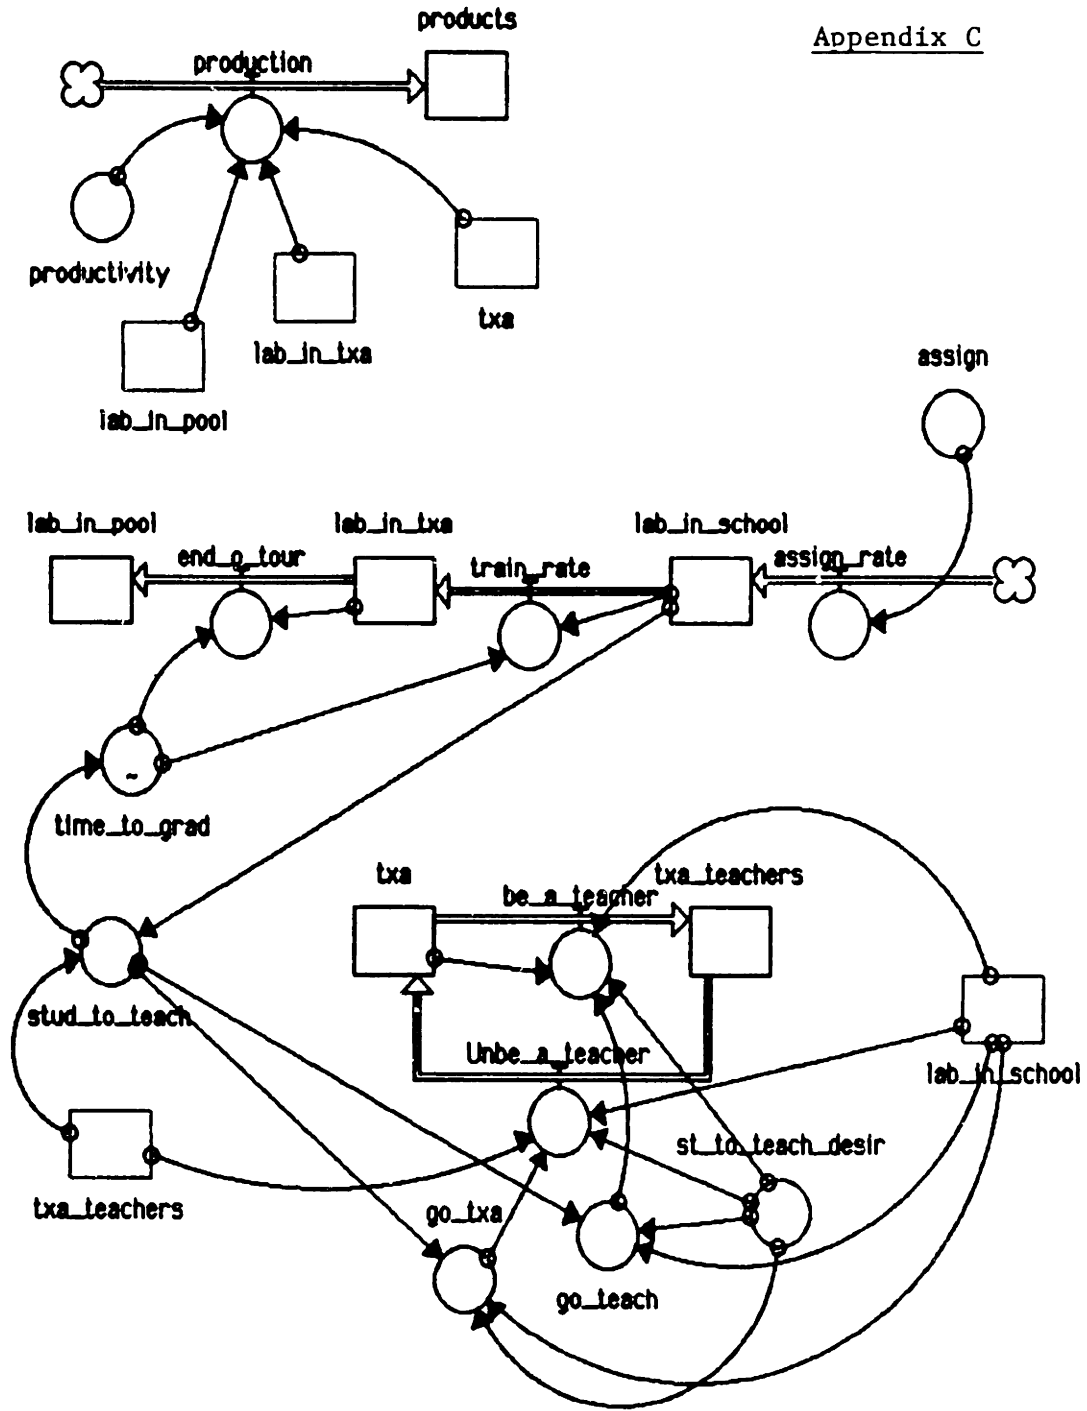 products
Appendix C
production
productivity
txa
lab_in_txa
assign
lab_in_pool
lab_in_pool
lab_in_txa
lab_in_school
end_o_tour
train_rate
assign_rate
~
time_to_grad
txa
txa_teachers
be_a_teacher
stud_to_teach
Unbe_a_teacher
lab_in_school
st_to_teach_desir
txa_teachers
go_txa
go_teach